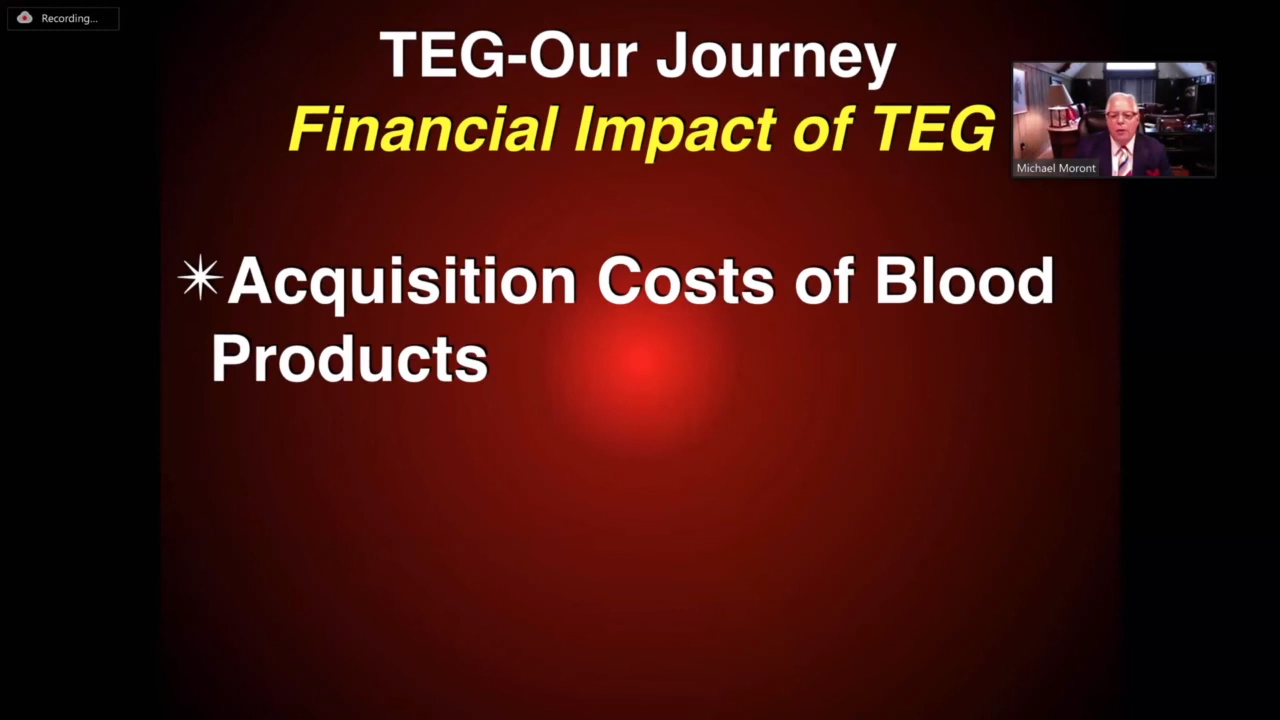 Recording...
TEG-Our Journey
Financial Impact of TEG
Michael Moront
✴Acquisition Costs of Blood
Products